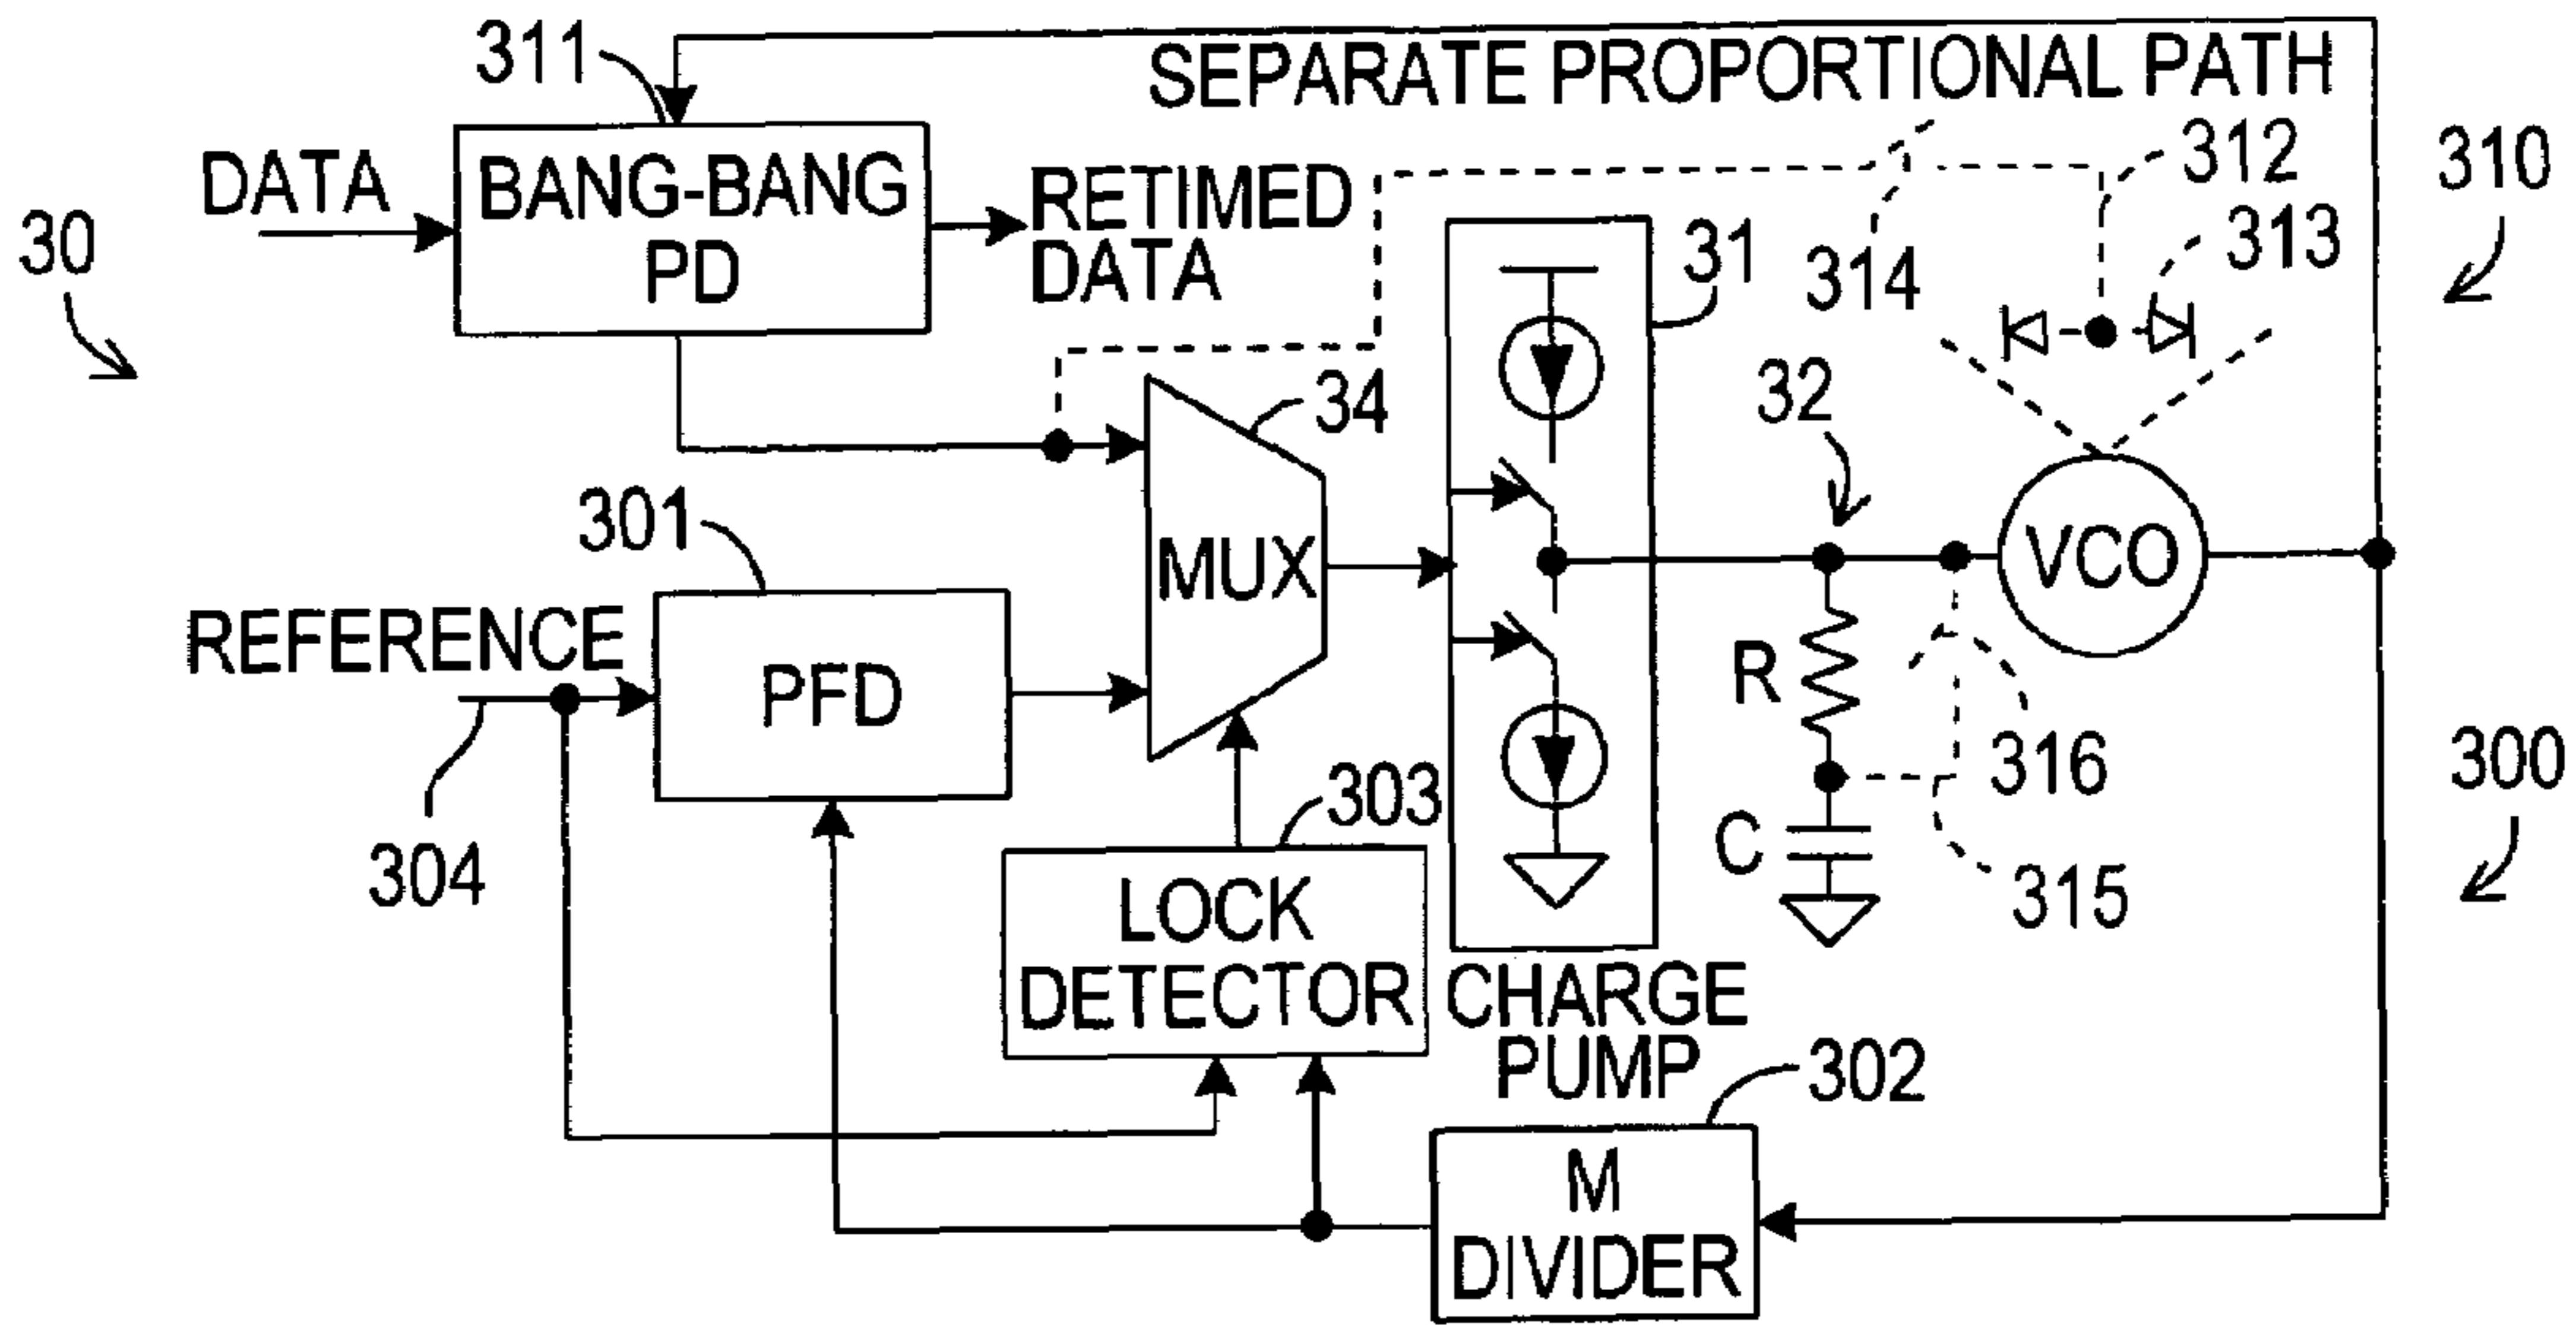 311
SEPARATE PROPORTIONAL PATH
DATA
BANG-BANG
PD
RETIMED
DATA
312
313
310
30
31
314
34
32
301
MUX
VCO
REFERENCE
PFD
R
316
300
304
303
C
315
LOCK
DETECTOR
CHARGE
PUMP
302
M
DIVIDER